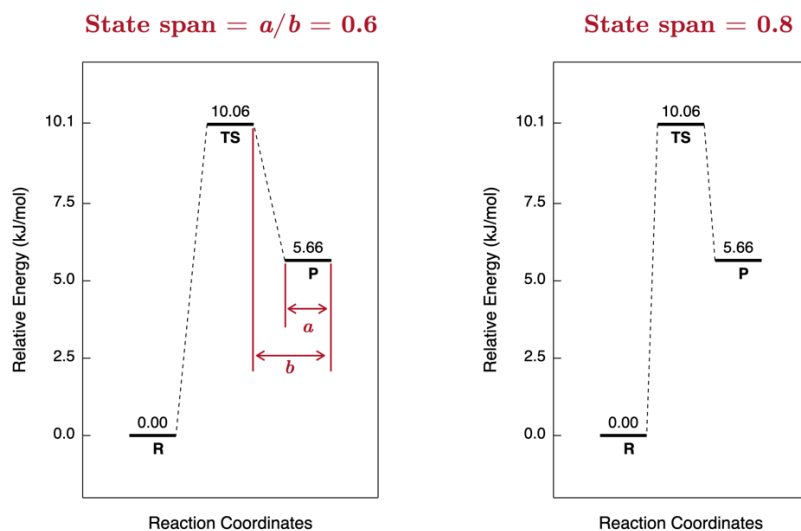 State span = a/b = 0.6
10.06
10.1
TS
7.5
5.66
P
5.0
a
2.5
b
0.00
0.0
R
Relative Energy (kJ/mol)
Reaction Coordinates
State span = 0.8
10.06
10.1
TS
7.5
5.66
P
5.0
2.5
0.00
0.0
R
Relative Energy (kJ/mol)
Reaction Coordinates